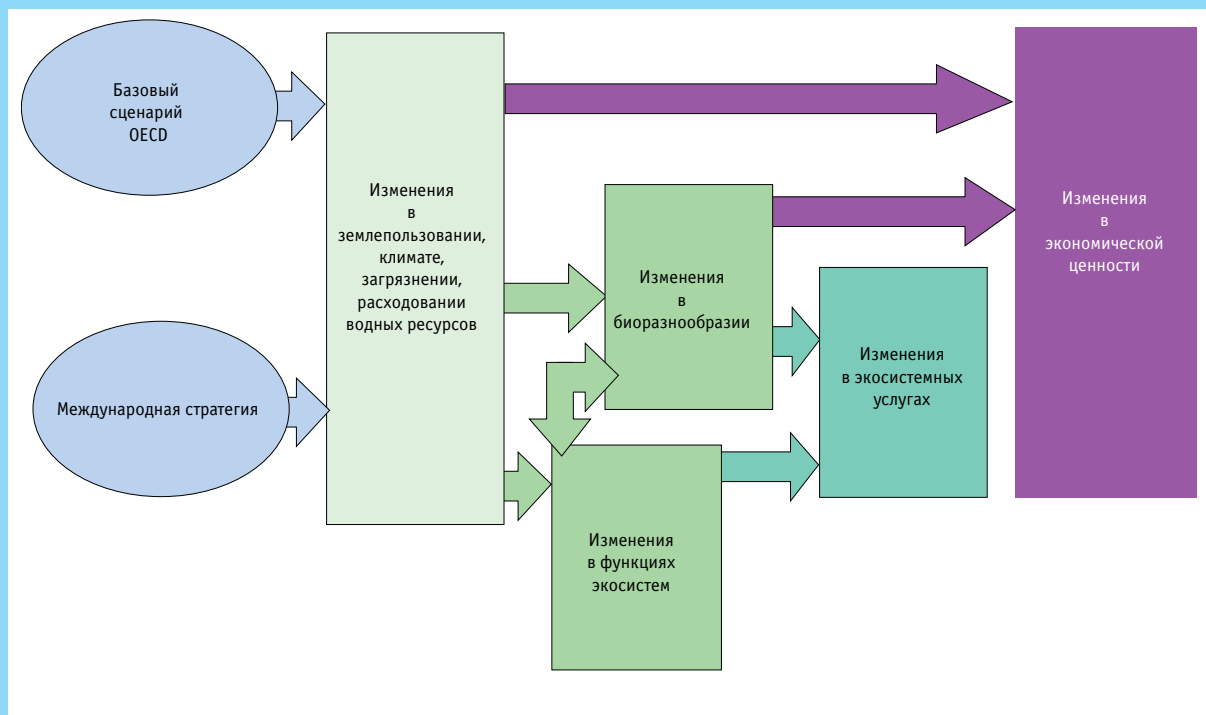 Базовый
сценарий
OECD
Изменения
в
землепользовании,
климате,
загрязнении,
расходовании
водных ресурсов
Международная стратегия
Изменения
в
биоразнообразии
Изменения
в функциях
экосистем
Изменения
в экосистемных
услугах
Изменения
в
экономической
ценности